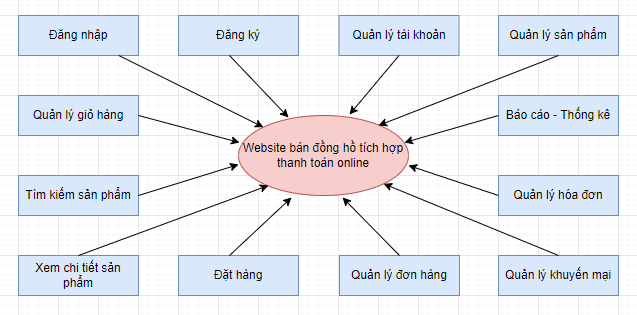 Đăng nhập
Đăng ký
Quản lý tài khoản
Quản lý sản phẩm
Quản lý giỏ hàng
Website bán đồng hồ tích hợp
thanh toán online
Báo cáo - Thống kê
Tìm kiếm sản phẩm
Quản lý hóa đơn
Xem chi tiết sản
phẩm
Đặt hàng
Quản lý đơn hàng
Quản lý khuyến mại